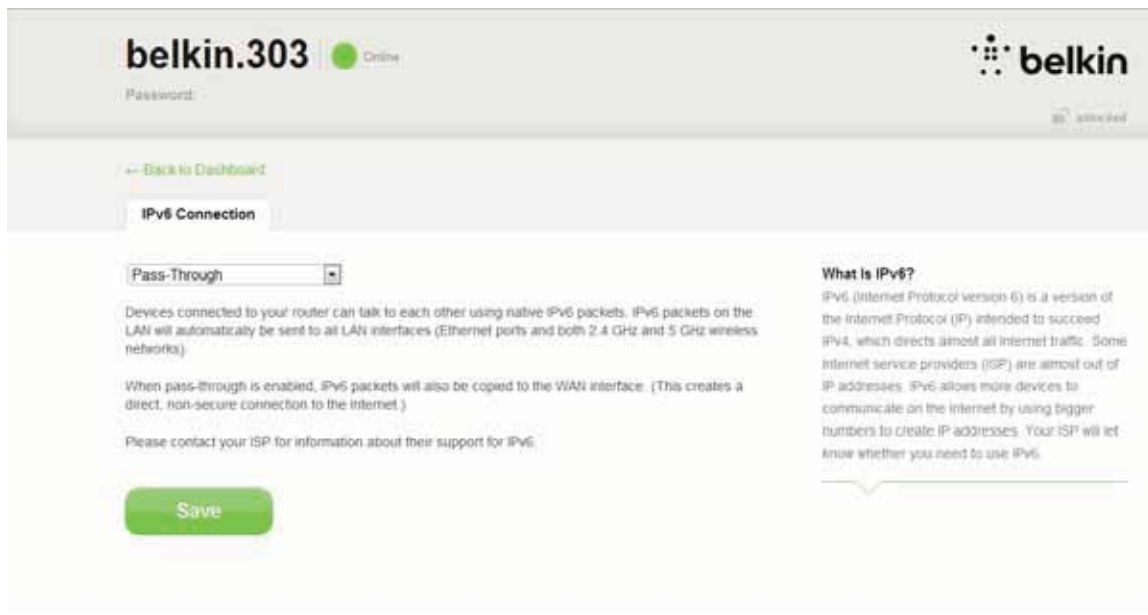 belkin.303
Online
belkin
Password:
unlocked
← Back to Dashboard
IPv6 Connection
Pass-Through
Devices connected to your router can talk to each other using native IPv6 packets. IPv6 packets on the
LAN will automatically be sent to all LAN interfaces (Ethernet ports and both 2.4 GHz and 5 GHz wireless
networks).
When pass-through is enabled, IPv6 packets will also be copied to the WAN interface. (This creates a
direct, non-secure connection to the Internet.)
Please contact your ISP for information about their support for IPv6.
Save
What Is IPv6?
IPv6 (Internet Protocol version 6) is a version of
the Internet Protocol (IP) intended to succeed
IPv4, which directs almost all Internet traffic. Some
Internet service providers (ISP) are almost out of
IP addresses. IPv6 allows more devices to
communicate on the Internet by using bigger
numbers to create IP addresses. Your ISP will let
know whether you need to use IPv6.